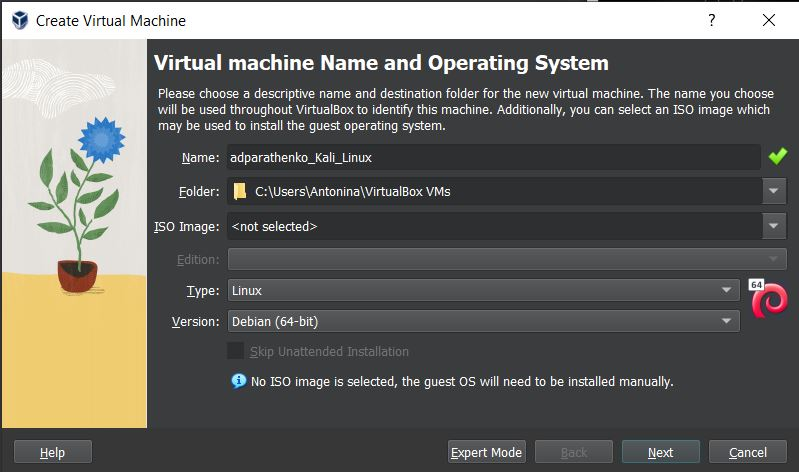 Create Virtual Machine
? ×
Virtual machine Name and Operating System
Please choose a descriptive name and destination folder for the new virtual machine. The name you choose
will be used throughout VirtualBox to identify this machine. Additionally, you can select an ISO image which
may be used to install the guest operating system.
Name: adparathenko_Kali_Linux
Folder: C:\Users\Antonina\VirtualBox VMs
ISO Image: <not selected>
Edition:
Type: Linux
64
Version: Debian (64-bit)
Skip Unattended Installation
No ISO image is selected, the guest OS will need to be installed manually.
Help Expert Mode Back Next Cancel